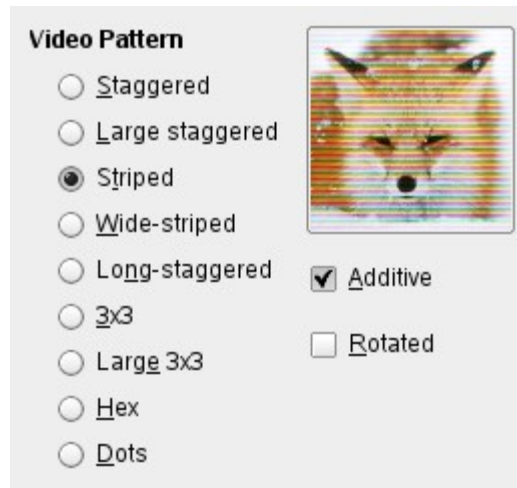 Video Pattern
Staggered
Large staggered
Striped
Wide-striped
Long-staggered
3x3
Large 3x3
Hex
Dots
Additive
Rotated